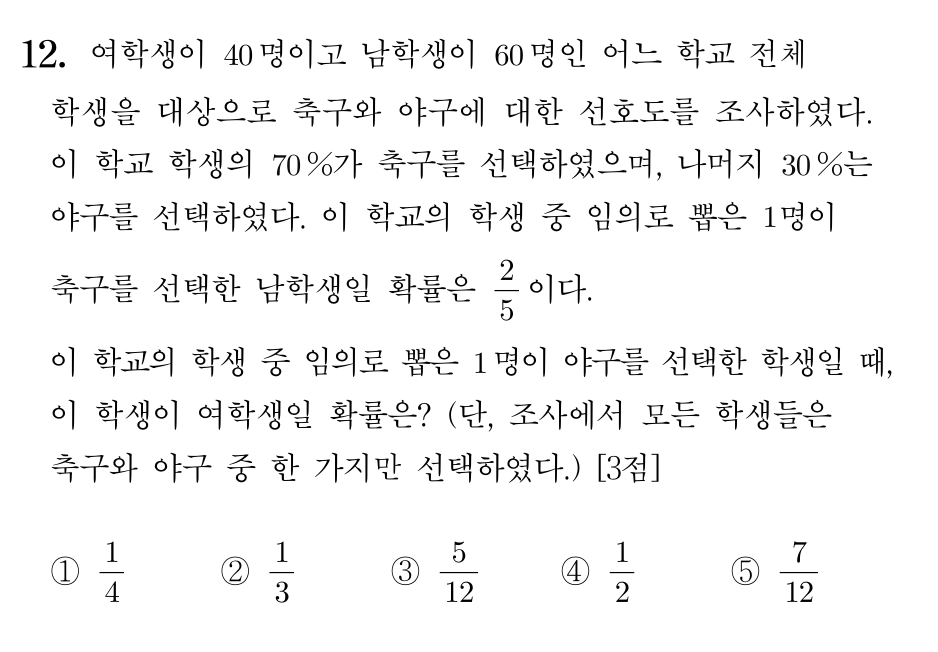 12. 여학생이 40명이고 남학생이 60명인 어느 학교 전체
학생을 대상으로 축구와 야구에 대한 선호도를 조사하였다.
이 학교 학생의 70%가 축구를 선택하였으며, 나머지 30%는
야구를 선택하였다. 이 학교의 학생 중 임의로 뽑은 1명이
축구를 선택한 남학생일 확률은 2/5 이다.
이 학교의 학생 중 임의로 뽑은 1명이 야구를 선택한 학생일 때,
이 학생이 여학생일 확률은? (단, 조사에서 모든 학생들은
축구와 야구 중 한 가지만 선택하였다.) [3점]
① 1/4 ② 1/3 ③ 5/12 ④ 1/2 ⑤ 7/12